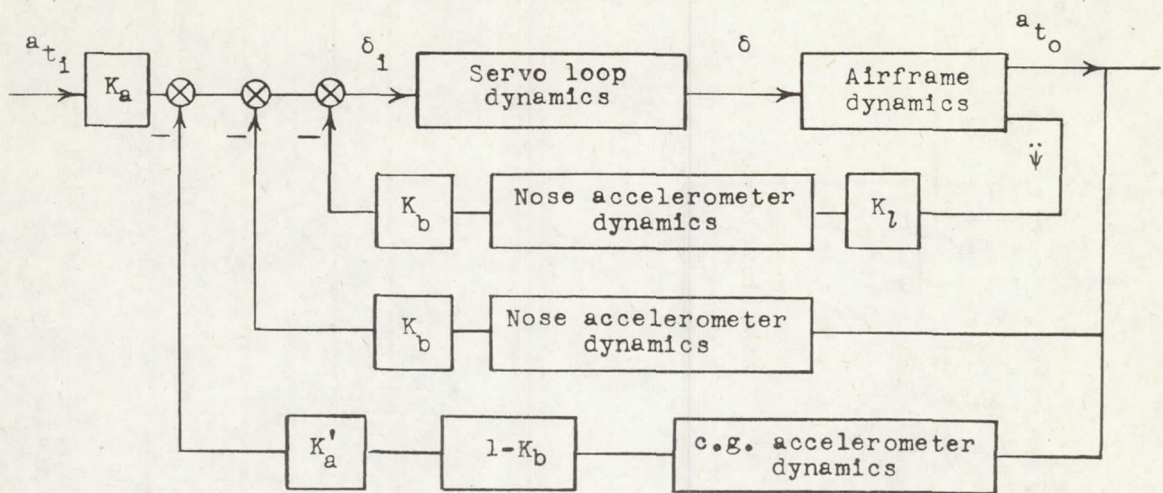 a_t_i K_a δ_i Servo loop dynamics δ Airframe dynamics a_t_o
− − − ψ̈
K_b Nose accelerometer dynamics K_l
K_b Nose accelerometer dynamics
K'_a 1-K_b c.g. accelerometer dynamics